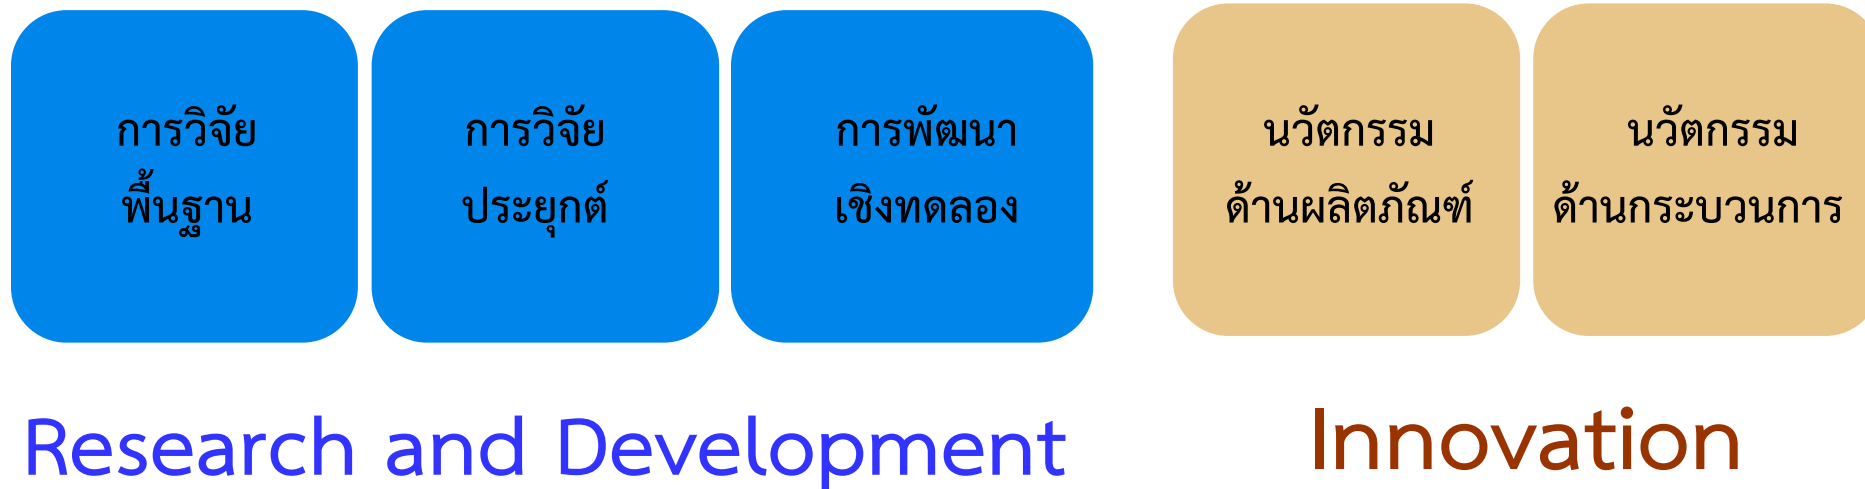 การวิจัย
พื้นฐาน
การวิจัย
ประยุกต์
การพัฒนา
เชิงทดลอง
นวัตกรรม
ด้านผลิตภัณฑ์
นวัตกรรม
ด้านกระบวนการ
Research and Development
Innovation